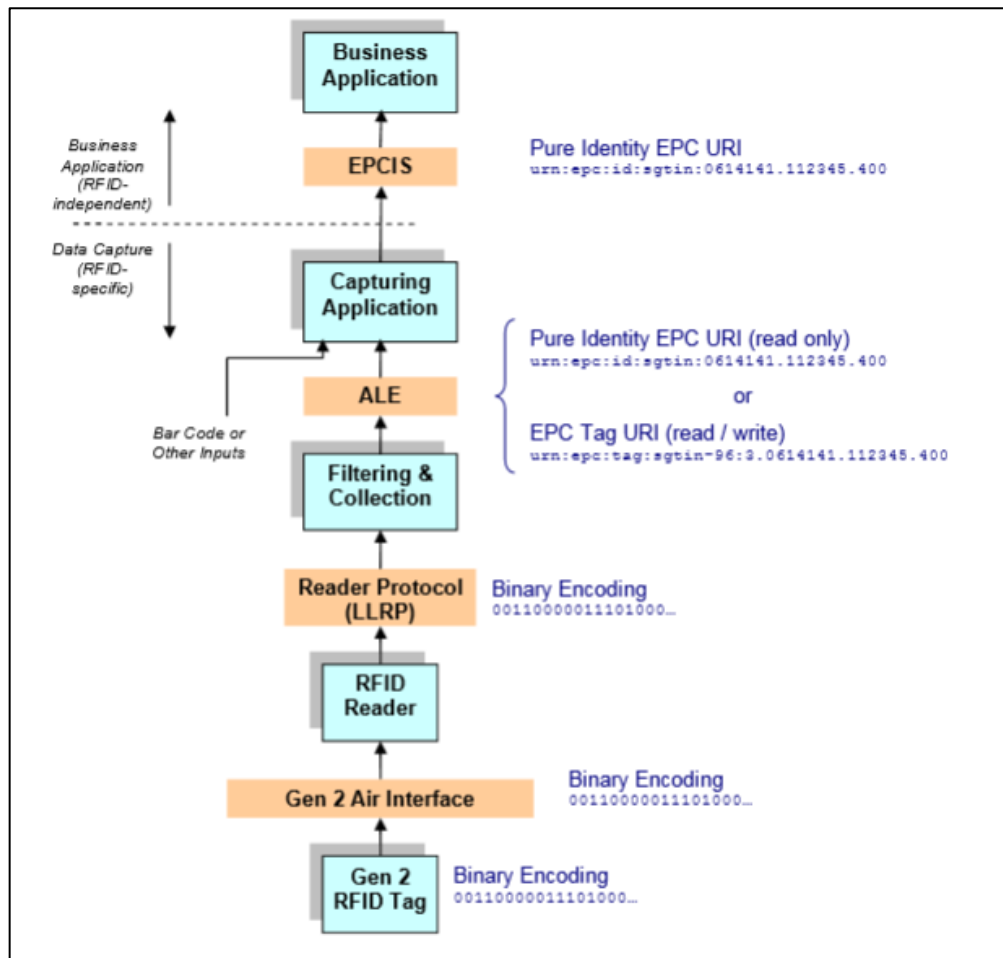 Business
Application
Business
Application
(RFID-
independent)
EPCIS
Pure Identity EPC URI
urn:epc:id:sgtin:0614141.112345.400
Data Capture
(RFID-
specific)
Capturing
Application
Pure Identity EPC URI (read only)
urn:epc:id:sgtin:0614141.112345.400
ALE
or
Bar Code or
Other Inputs
EPC Tag URI (read / write)
urn:epc:tag:sgtin-96:3.0614141.112345.400
Filtering &
Collection
Reader Protocol
(LLRP)
Binary Encoding
00110000011101000…
RFID
Reader
Gen 2 Air Interface
Binary Encoding
00110000011101000…
Gen 2
RFID Tag
Binary Encoding
00110000011101000…